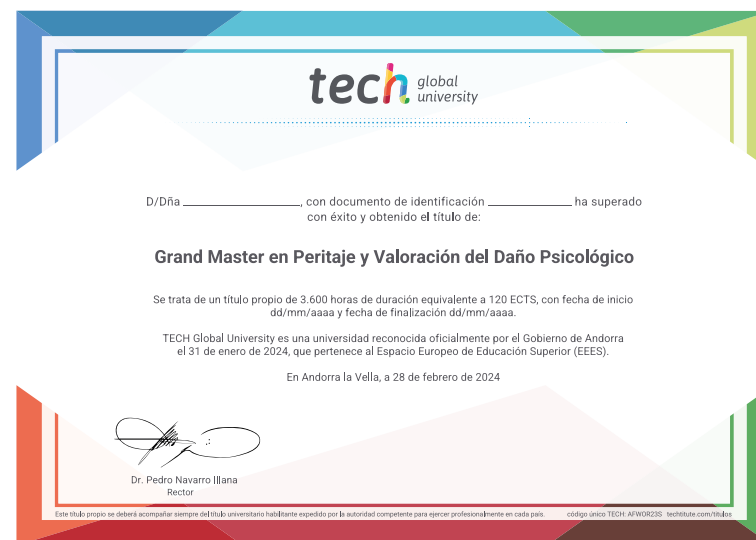 tech global university
D/Dña ____________________, con documento de identificación ______________ ha superado
con éxito y obtenido el título de:
Grand Master en Peritaje y Valoración del Daño Psicológico
Se trata de un título propio de 3.600 horas de duración equivalente a 120 ECTS, con fecha de inicio
dd/mm/aaaa y fecha de finalización dd/mm/aaaa.
TECH Global University es una universidad reconocida oficialmente por el Gobierno de Andorra
el 31 de enero de 2024, que pertenece al Espacio Europeo de Educación Superior (EEES).
En Andorra la Vella, a 28 de febrero de 2024
Dr. Pedro Navarro Illana
Rector
Este título propio se deberá acompañar siempre del título universitario habilitante expedido por la autoridad competente para ejercer profesionalmente en cada país. código único TECH: AFWOR23S techtitute.com/titulos